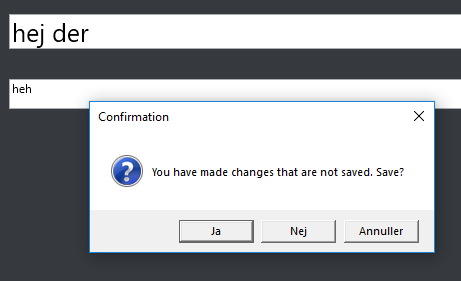 hej der
heh
Confirmation
You have made changes that are not saved. Save?
Ja
Nej
Annuller